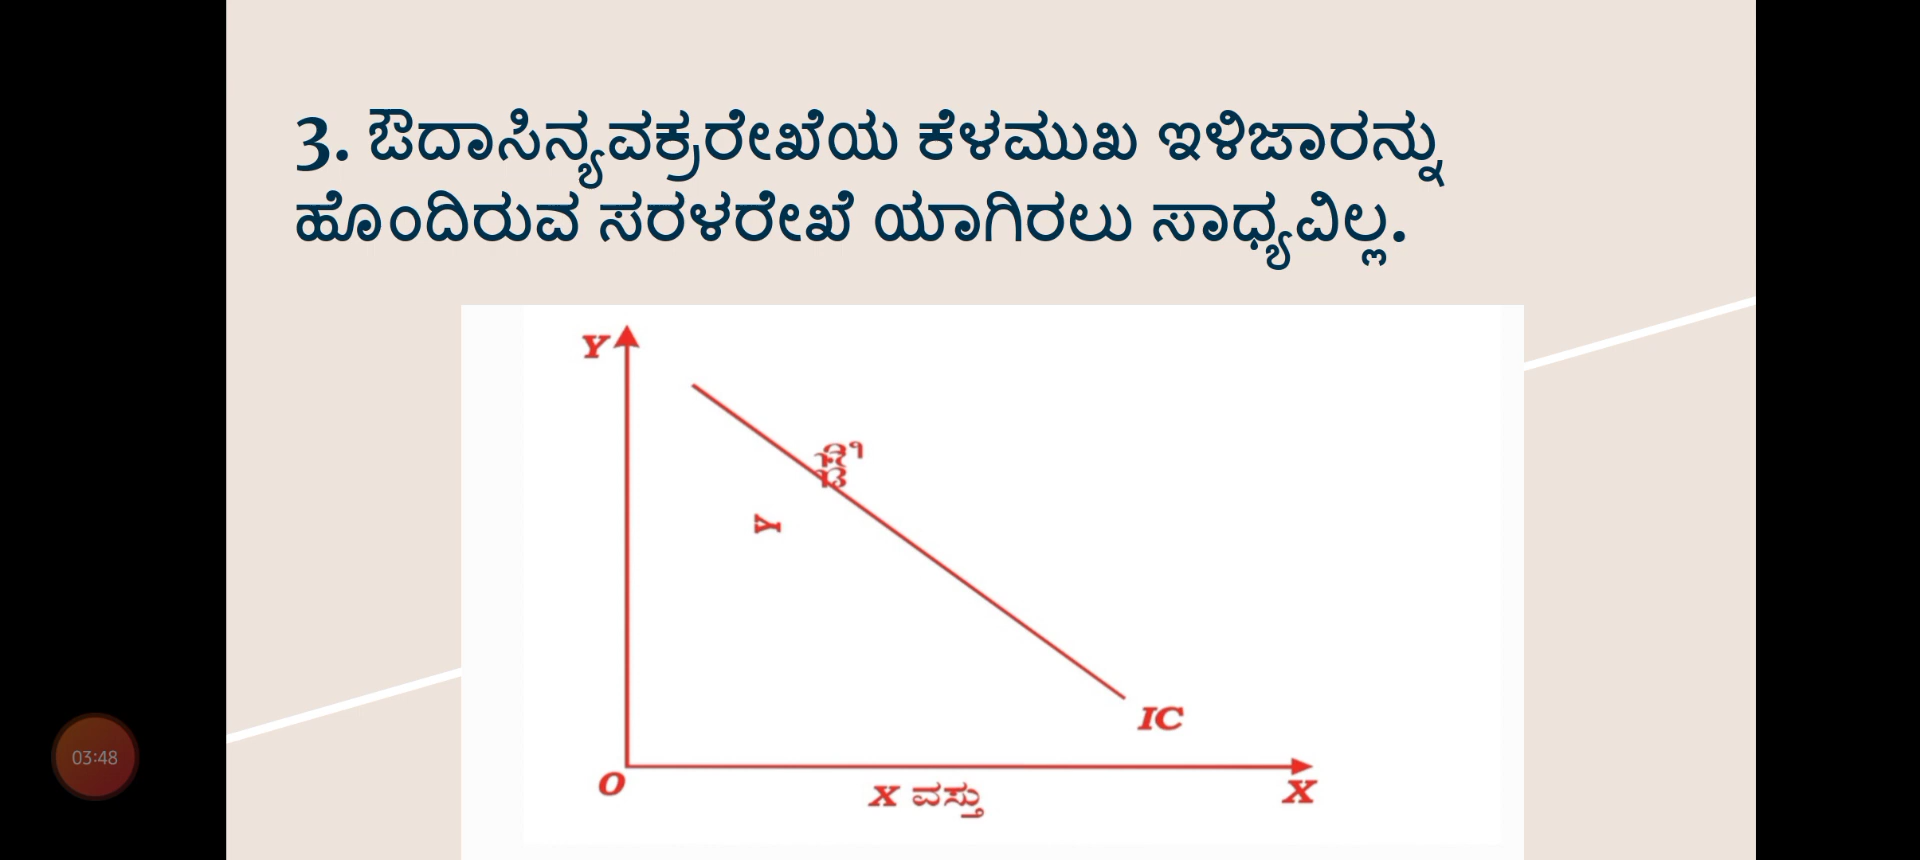 3. ಔದಾಸಿನ್ಯವಕ್ರರೇಖೆಯ ಕೆಳಮುಖ ಇಳಿಜಾರನ್ನು
ಹೊಂದಿರುವ ಸರಳರೇಖೆ ಯಾಗಿರಲು ಸಾಧ್ಯವಿಲ್ಲ.
Y
Y
IC
O
X ವಸ್ತು
X
03:48